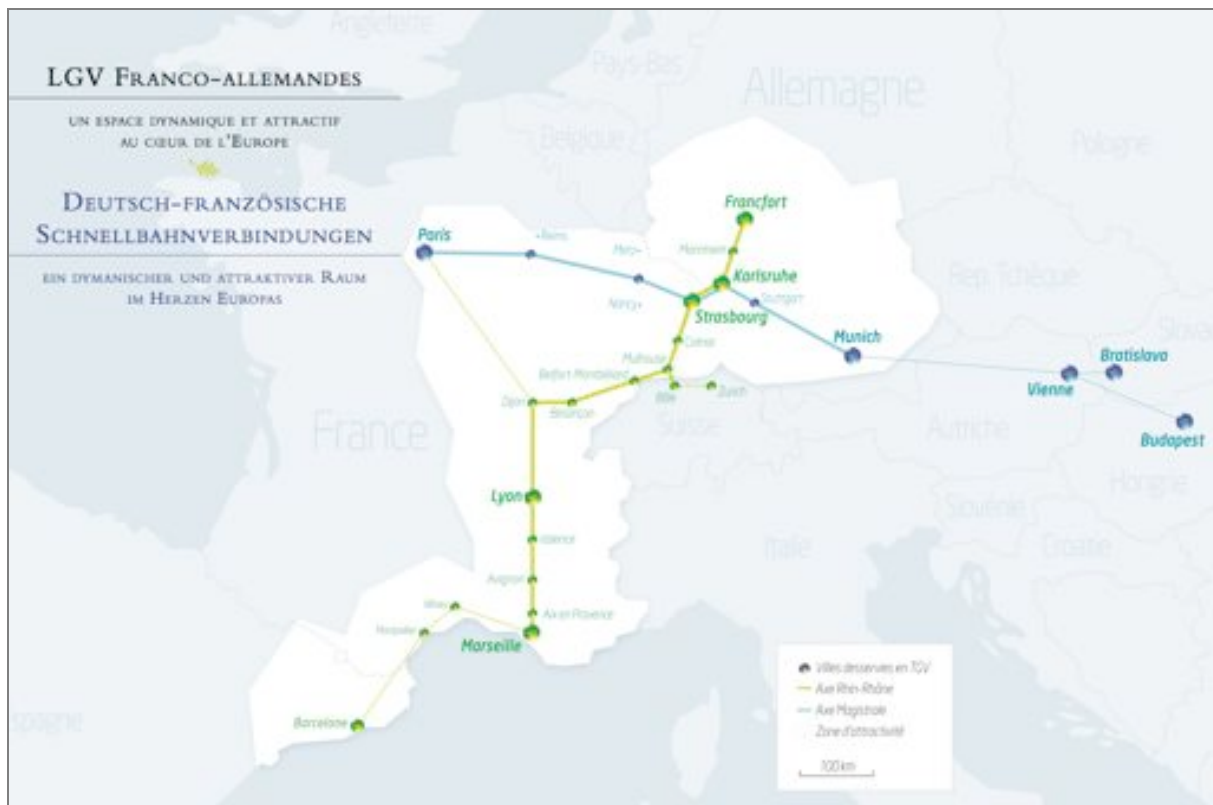 Angleterre
Pays-Bas
Allemagne
LGV FRANCO-ALLEMANDES
UN ESPACE DYNAMIQUE ET ATTRACTIF
AU CŒUR DE L'EUROPE
Belgique
Pologne
DEUTSCH-FRANZÖSISCHE
SCHNELLBAHNVERBINDUNGEN
EIN DYMANISCHER UND ATTRAKTIVER RAUM
IM HERZEN EUROPAS
Francfort
Paris
Reims
Metz
Mannheim
Karlsruhe
Rep. Tchèque
Nancy
Stuttgart
Strasbourg
Slovaq
Colmar
Munich
Mulhouse
Bratislava
Belfort Montbéliard
Vienne
Bâle
Zurich
Dijon
Besançon
France
Suisse
Autriche
Budapest
Hongrie
Lyon
Slovénie
Valence
Italie
Croatie
Avignon
Nîmes
Aix en Provence
Montpellier
Marseille
Villes desservies en TGV
Axe Rhin-Rhône
Axe Magistrale
Zone d'attractivité
100 km
Barcelone
spagne